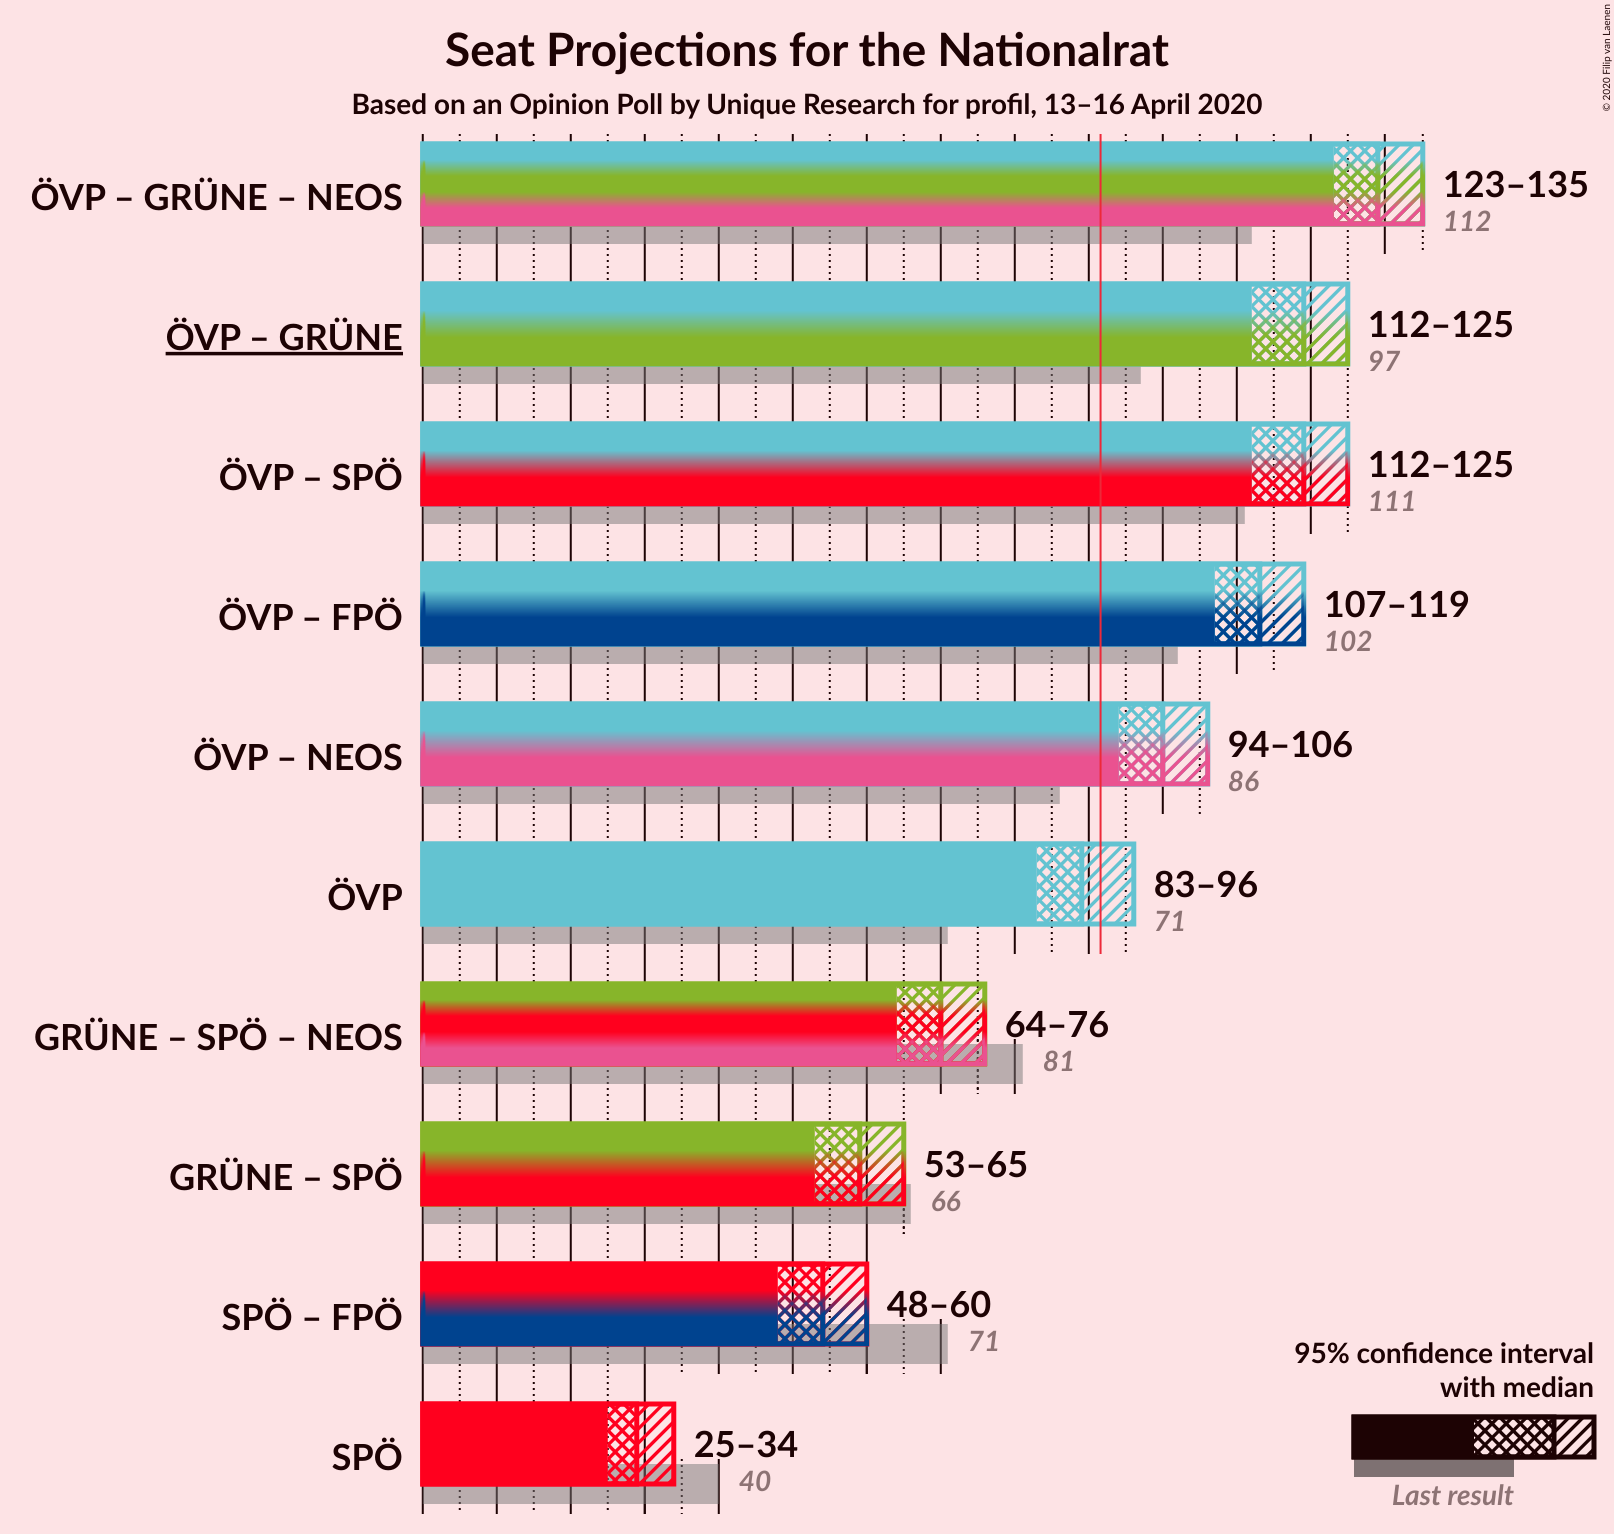 Seat Projections for the Nationalrat
Based on an Opinion Poll by Unique Research for profil, 13–16 April 2020
© 2020 Filip van Laenen
ÖVP – GRÜNE – NEOS
123–135
112
ÖVP – GRÜNE
112–125
97
ÖVP – SPÖ
112–125
111
ÖVP – FPÖ
107–119
102
ÖVP – NEOS
94–106
86
ÖVP
83–96
71
GRÜNE – SPÖ – NEOS
64–76
81
GRÜNE – SPÖ
53–65
66
SPÖ – FPÖ
48–60
71
SPÖ
25–34
40
95% confidence interval
with median
Last result